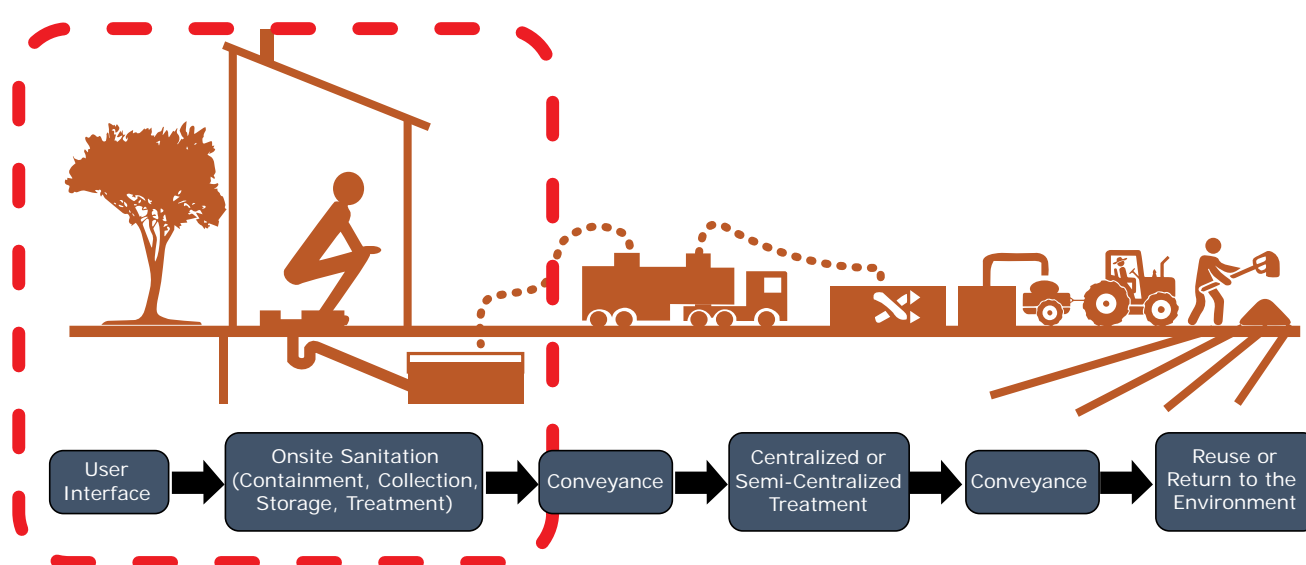 User
Interface
Onsite Sanitation
(Containment, Collection,
Storage, Treatment)
Conveyance
Centralized or
Semi-Centralized
Treatment
Conveyance
Reuse or
Return to the
Environment